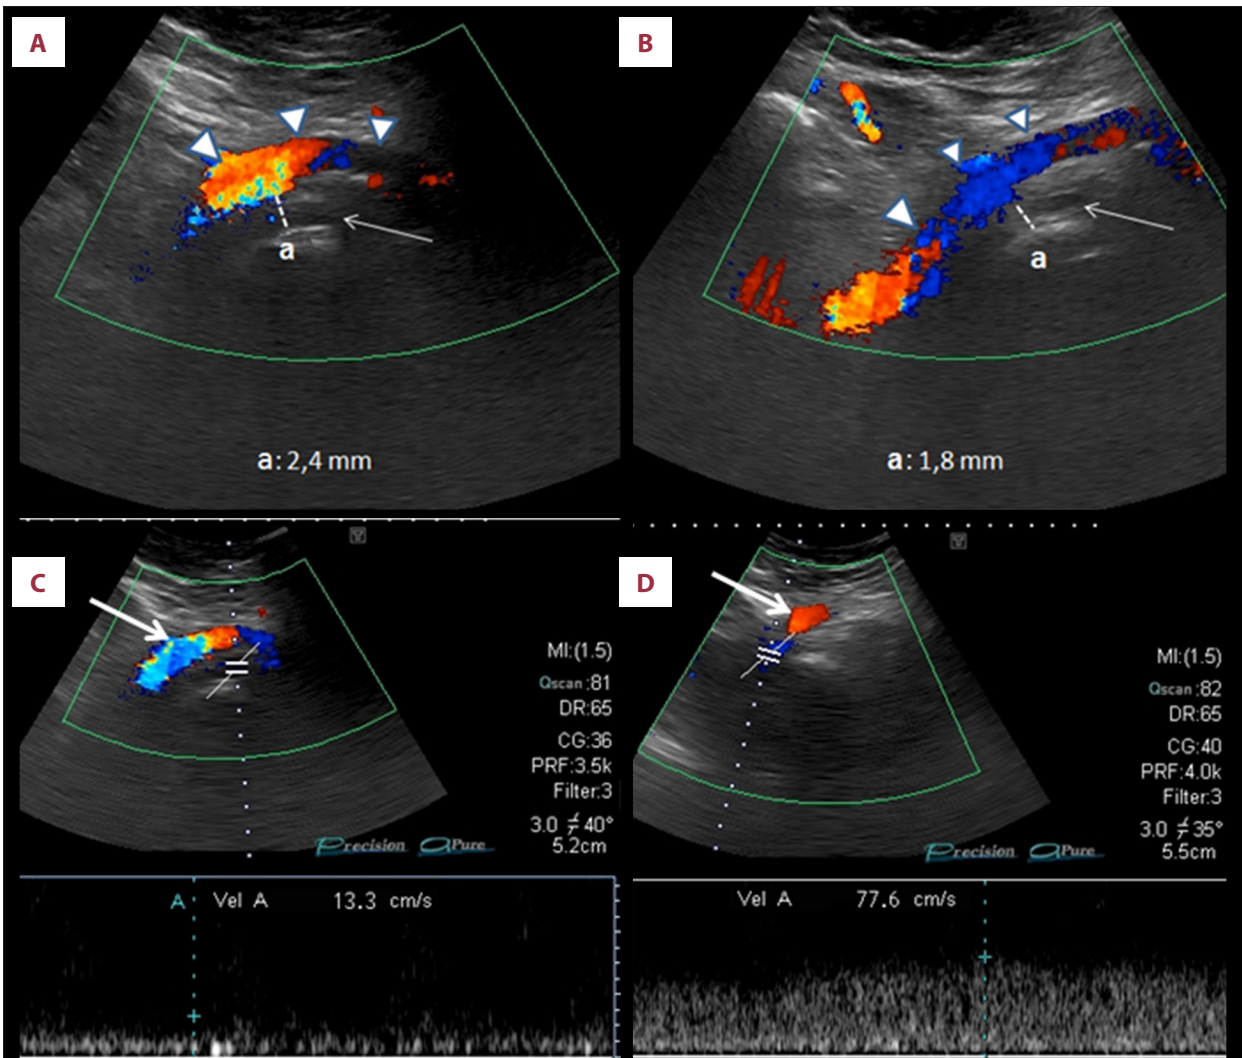 A
B
a
a
a: 2,4 mm
a: 1,8 mm
C
D
MI:(1.5)
Qscan :81
DR:65
CG:36
PRF:3.5k
Filter:3
3.0 40°
5.2cm
Precision APure
MI:(1.5)
Qscan :82
DR:65
CG:40
PRF:4.0k
Filter:3
3.0 35°
5.5cm
Precision APure
A Vel A 13.3 cm/s
Vel A 77.6 cm/s